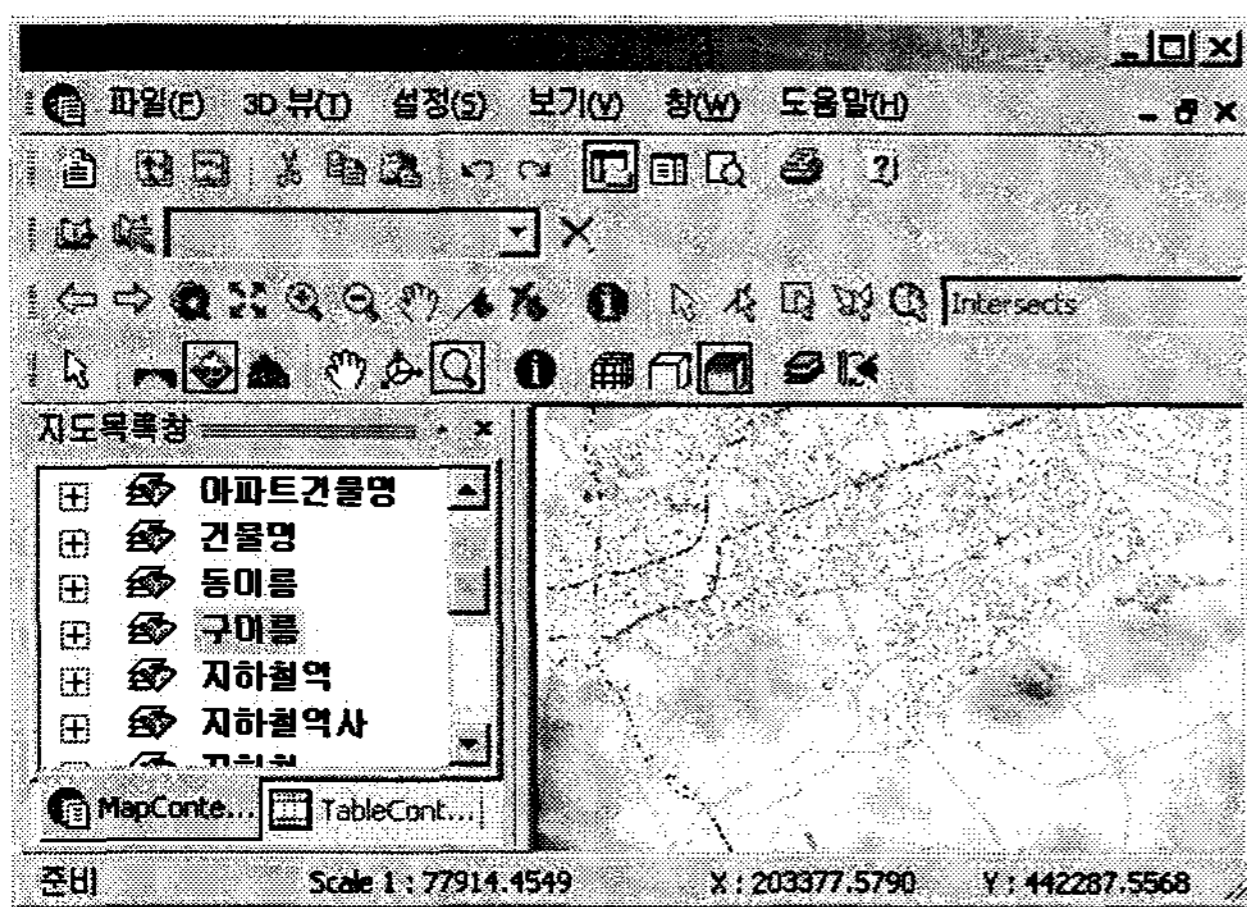 파일(F) 3D 뷰(T) 설정(S) 보기(V) 창(W) 도움말(H)
Intersects
지도목록창
아파트건물명
건물명
동이름
구이름
지하철역
지하철역사
MapConte... TableCont...
준비 Scale 1 : 77914.4549 X : 203377.5790 Y : 442287.5568